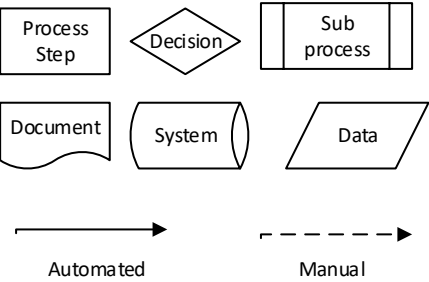 Process
Step
Decision
Sub
process
Document
System
Data
Automated
Manual